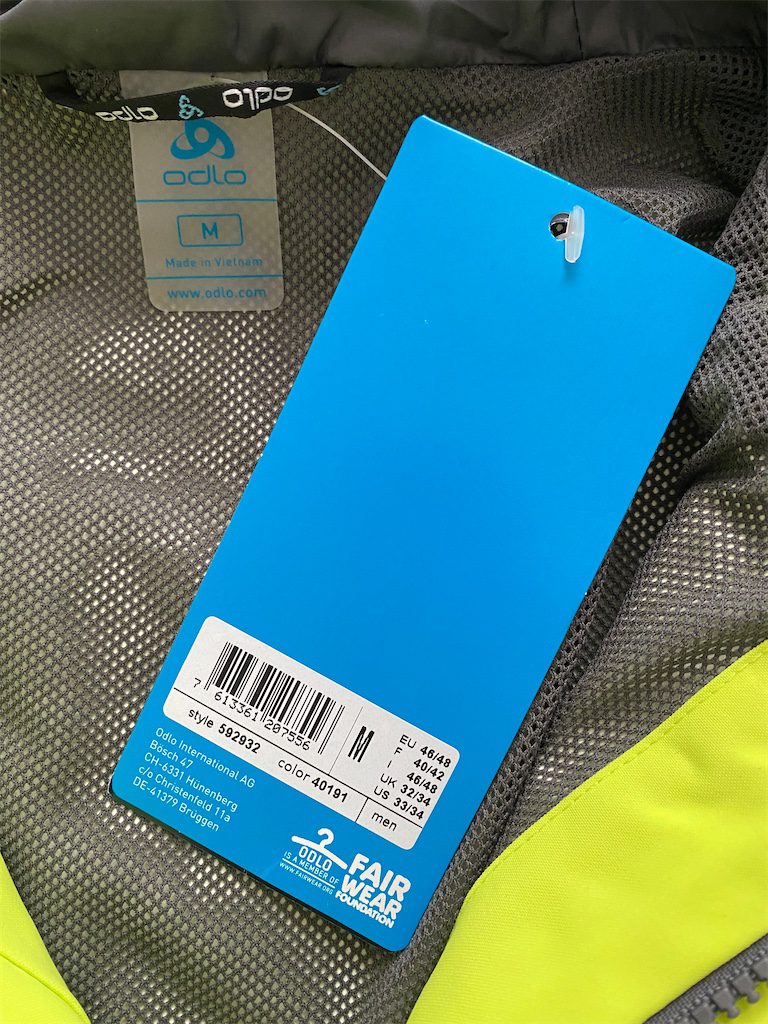 odlo odlo
odlo
M
Made in Vietnam
www.odlo.com
7 613361 207556
style 592932
color 40191
M
EU 46/48
F 40/42
I 46/48
UK 32/34
US 33/34
men
Odlo International AG
Bösch 47
CH-6331 Hünenberg
c/o Christenfeld 11a
DE-41379 Brüggen
ODLO
IS A MEMBER OF
WWW.FAIRWEAR.ORG
FAIR
WEAR
FOUNDATION